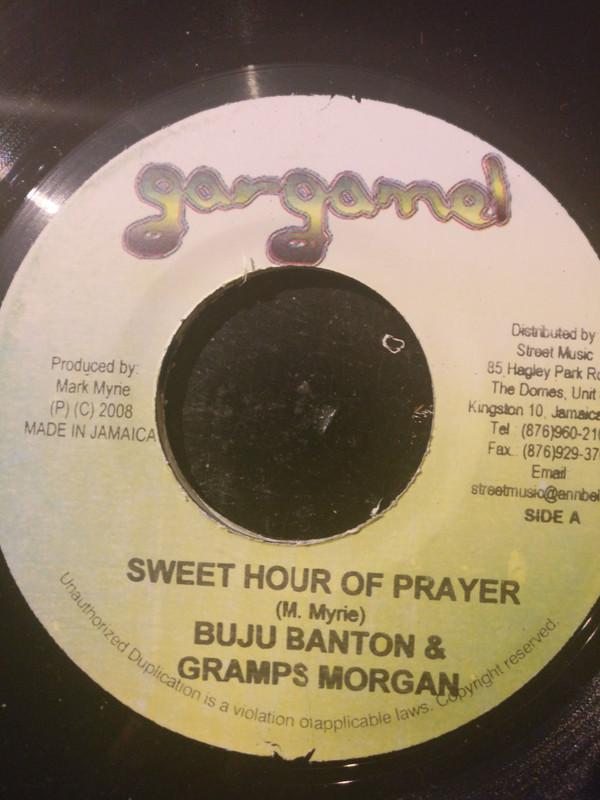 gargamel
Produced by:
Mark Myrie
(P) (C) 2008
MADE IN JAMAICA
Distributed by
Street Music
85 Hagley Park
The Domes, Unit
Kingston 10, Jamaica
Tel (876)960-
Fax. (876)929-
Email
SIDE A
SWEET HOUR OF PRAYER
(M. Myrie)
BUJU BANTON &
GRAMPS MORGAN
Unauthorized Duplication is a violation of applicable laws. Copyright reserved.